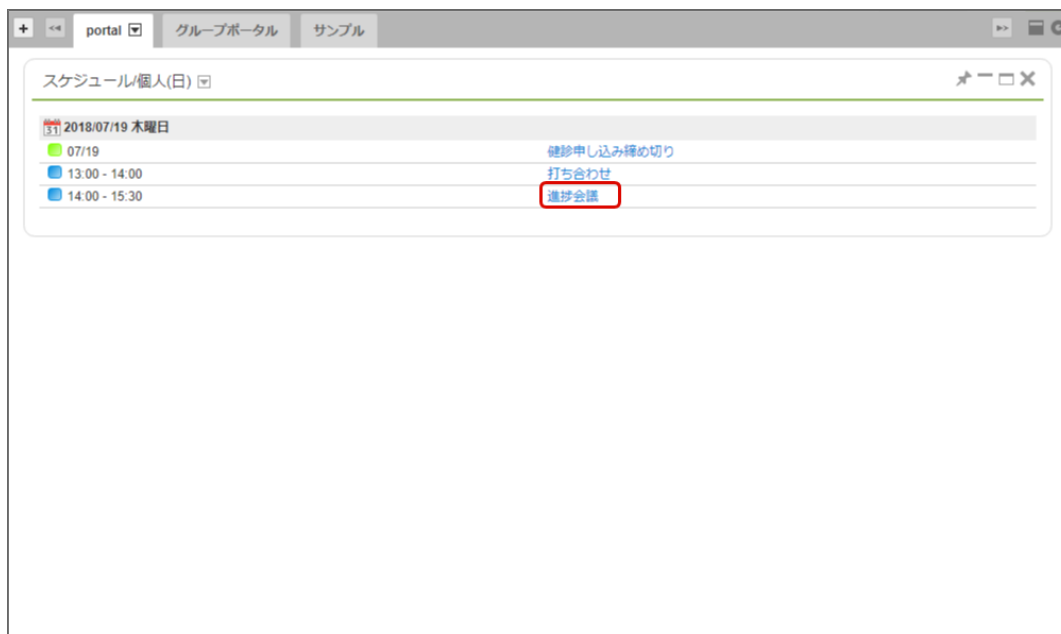 portal グループポータル サンプル
スケジュール/個人(日)
31 2018/07/19 木曜日
07/19 健診申し込み締め切り
13:00 - 14:00 打ち合わせ
14:00 - 15:30 進捗会議